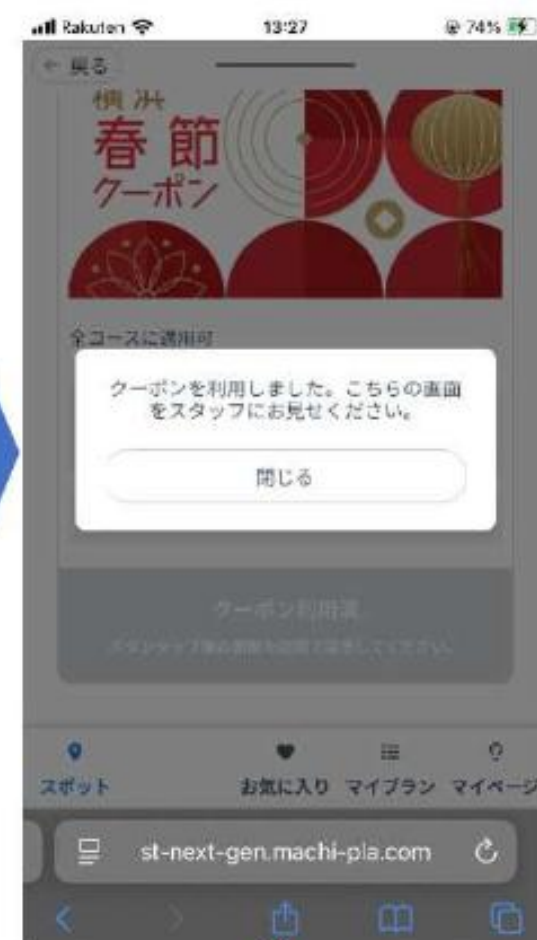 Rakuten
13:27
74%
← 戻る
横浜
春節
クーポン
全コースに適用可
クーポンを利用しました。こちらの画面
をスタッフにお見せください。
閉じる
クーポン利用済
スポット
お気に入り
マイプラン
マイページ
st-next-gen.machi-pla.com